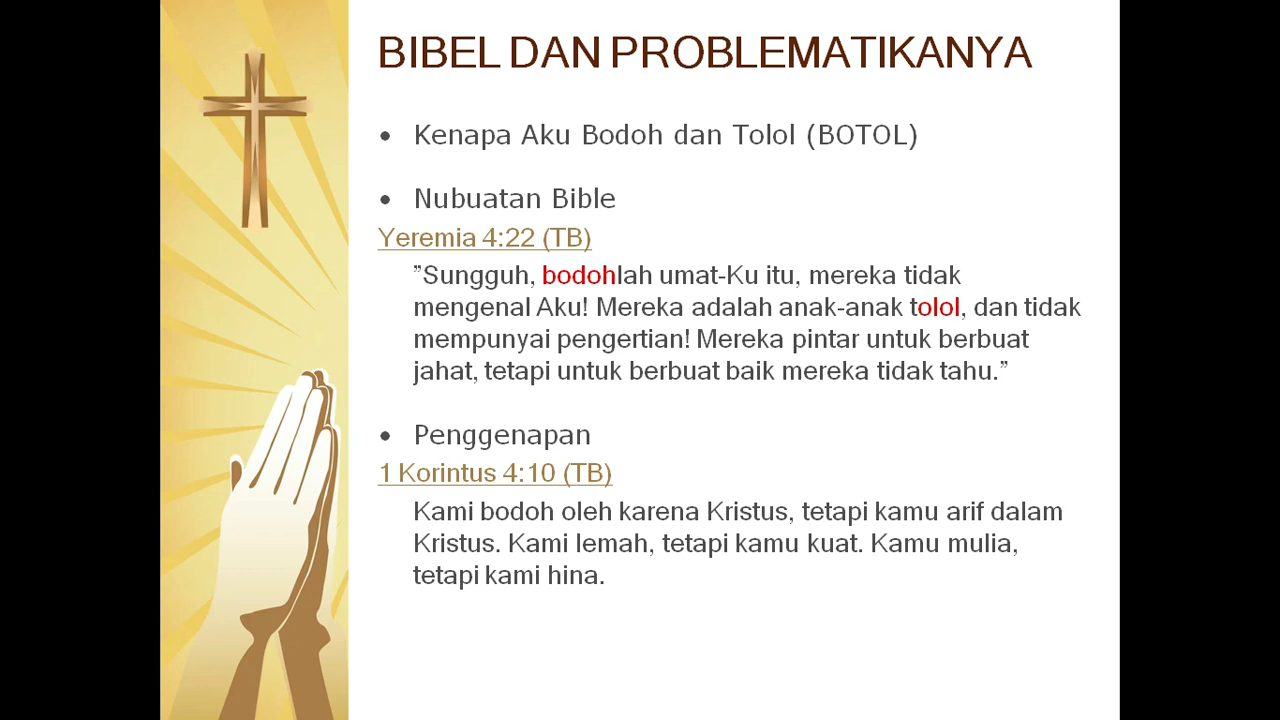 BIBEL DAN PROBLEMATIKANYA
• Kenapa Aku Bodoh dan Tolol (BOTOL)
• Nubuatan Bible
Yeremia 4:22 (TB)
”Sungguh, bodohlah umat-Ku itu, mereka tidak
mengenal Aku! Mereka adalah anak-anak tolol, dan tidak
mempunyai pengertian! Mereka pintar untuk berbuat
jahat, tetapi untuk berbuat baik mereka tidak tahu.”
• Penggenapan
1 Korintus 4:10 (TB)
Kami bodoh oleh karena Kristus, tetapi kamu arif dalam
Kristus. Kami lemah, tetapi kamu kuat. Kamu mulia,
tetapi kami hina.